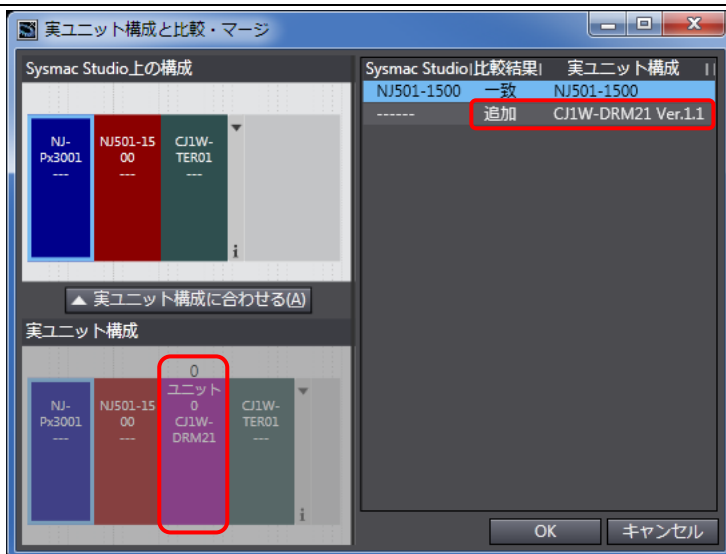 実ユニット構成と比較・マージ
Sysmac Studio上の構成
NJ-
Px3001
---
NJ501-15
00
---
CJ1W-
TER01
---
i
▲ 実ユニット構成に合わせる(A)
実ユニット構成
NJ-
Px3001
---
NJ501-15
00
---
0
ユニット
0
CJ1W-
DRM21
CJ1W-
TER01
---
i
Sysmac Studio 比較結果 実ユニット構成
NJ501-1500 一致 NJ501-1500
------ 追加 CJ1W-DRM21 Ver.1.1
OK キャンセル